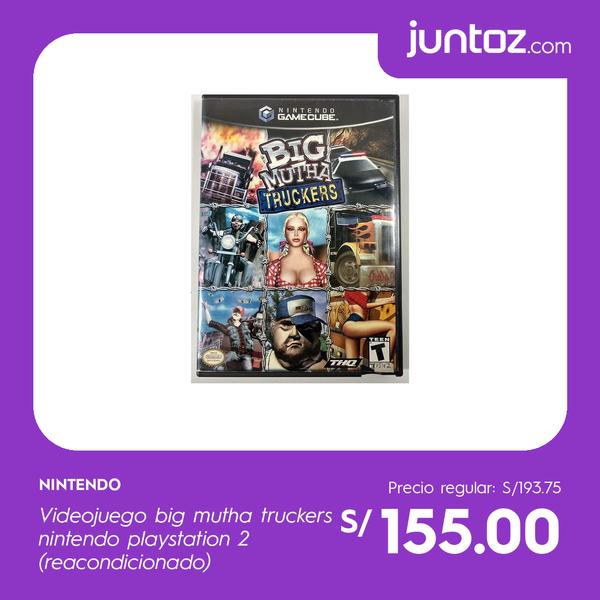 juntoz.com
NINTENDO
GAMECUBE
BIG
MUTHA
TRUCKERS
TEEN
T
THQ
NINTENDO
Precio regular: S/193.75
Videojuego big mutha truckers
nintendo playstation 2
(reacondicionado)
S/155.00